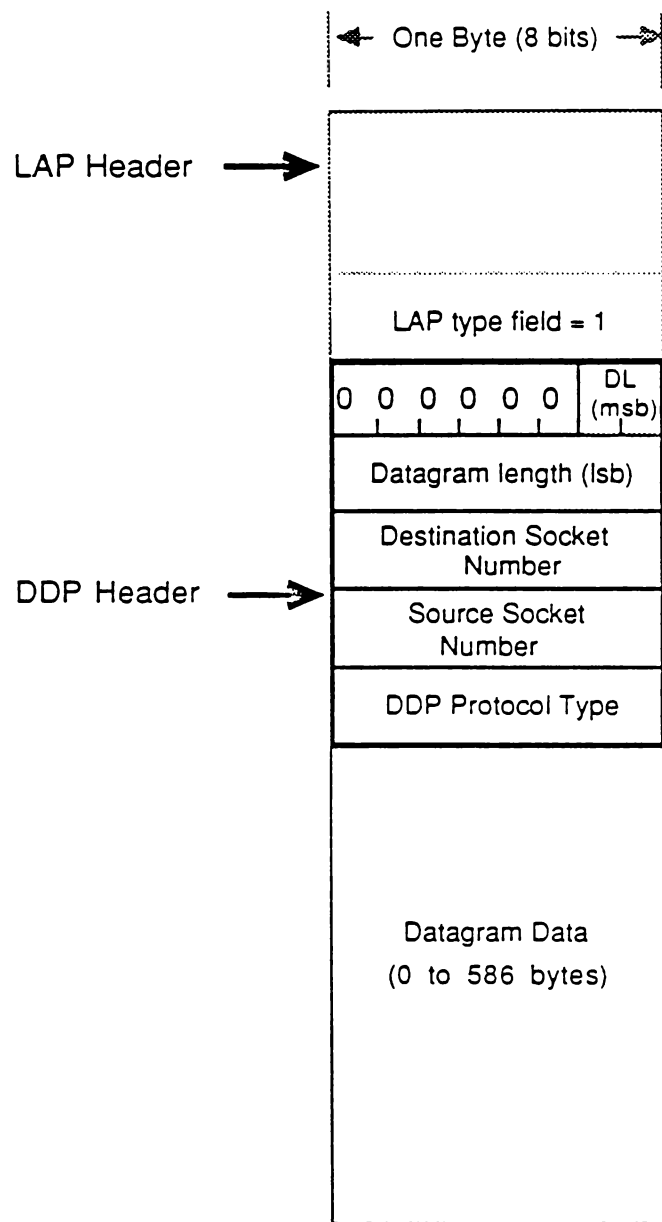 One Byte (8 bits)
LAP Header
LAP type field = 1
0 0 0 0 0 0
DL
(msb)
Datagram length (lsb)
Destination Socket
Number
DDP Header
Source Socket
Number
DDP Protocol Type
Datagram Data
(0 to 586 bytes)